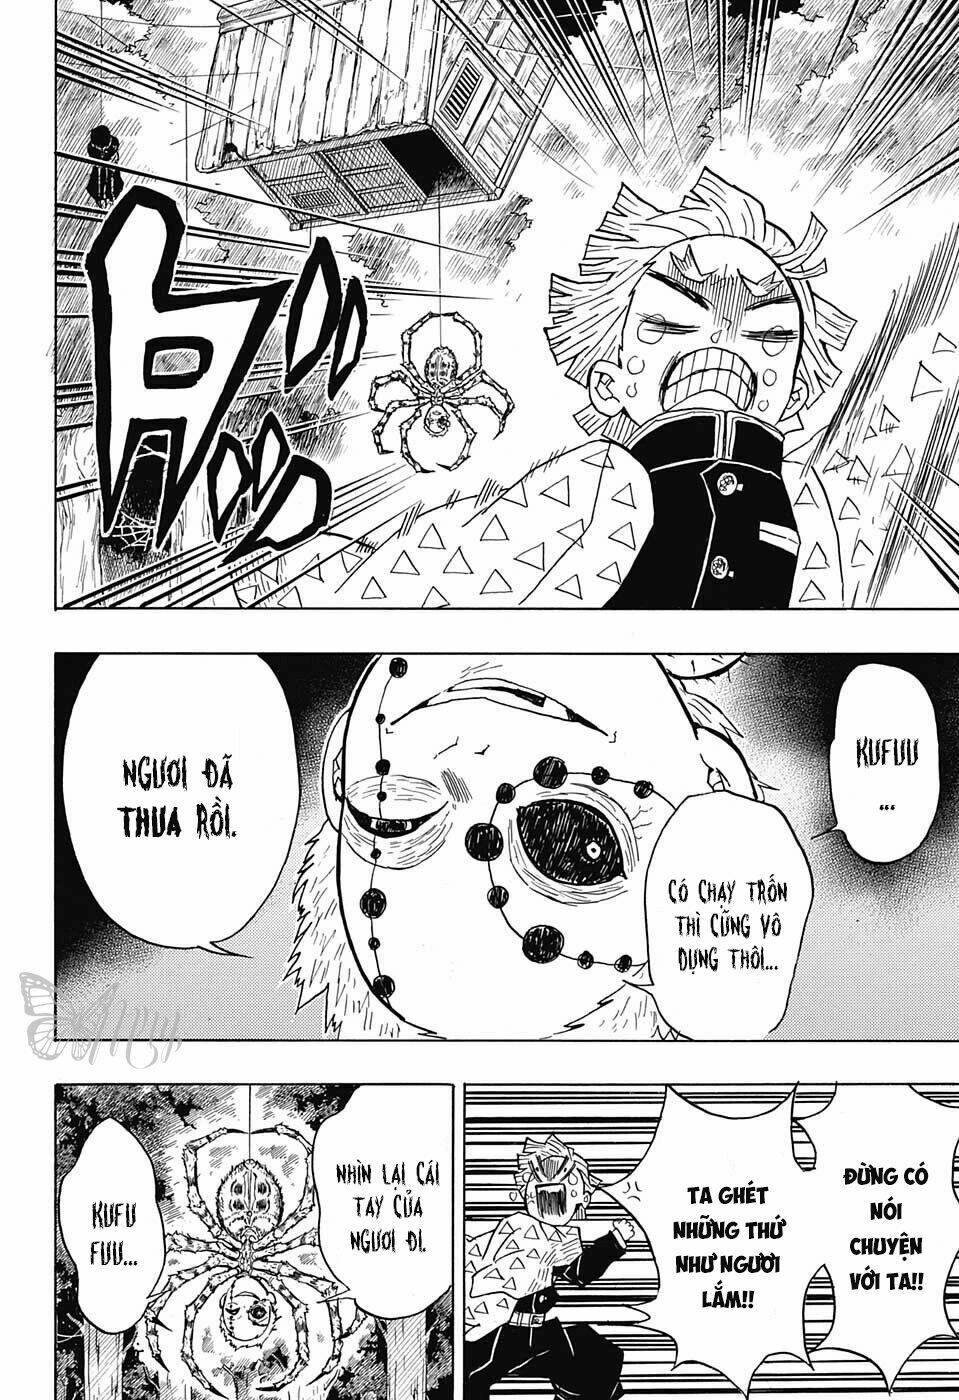 KUFUU
...
CÓ CHẠY TRỐN
THÌ CŨNG VÔ
DỤNG THÔI...
NGƯƠI ĐÃ
THUA RỒI.
ĐỪNG CÓ
NÓI
CHUYỆN
VỚI TA!!
TA GHÉT
NHỮNG THỨ
NHƯ NGƯƠI
LẮM!!
NHÌN LẠI CÁI
TAY CỦA
NGƯƠI ĐI.
KUFU
FUU...